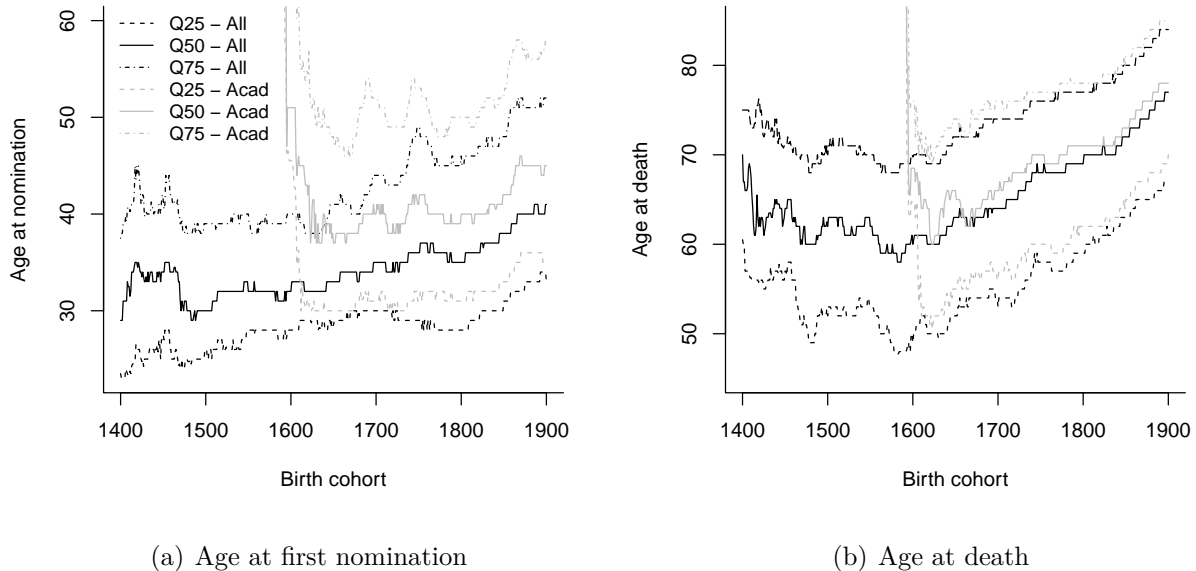 Q25 − All
Q50 − All
Q75 − All
Q25 − Acad
Q50 − Acad
Q75 − Acad
Age at nomination
60
50
40
30
1400 1500 1600 1700 1800 1900
Birth cohort
(a) Age at first nomination
Age at death
80
70
60
50
1400 1500 1600 1700 1800 1900
Birth cohort
(b) Age at death